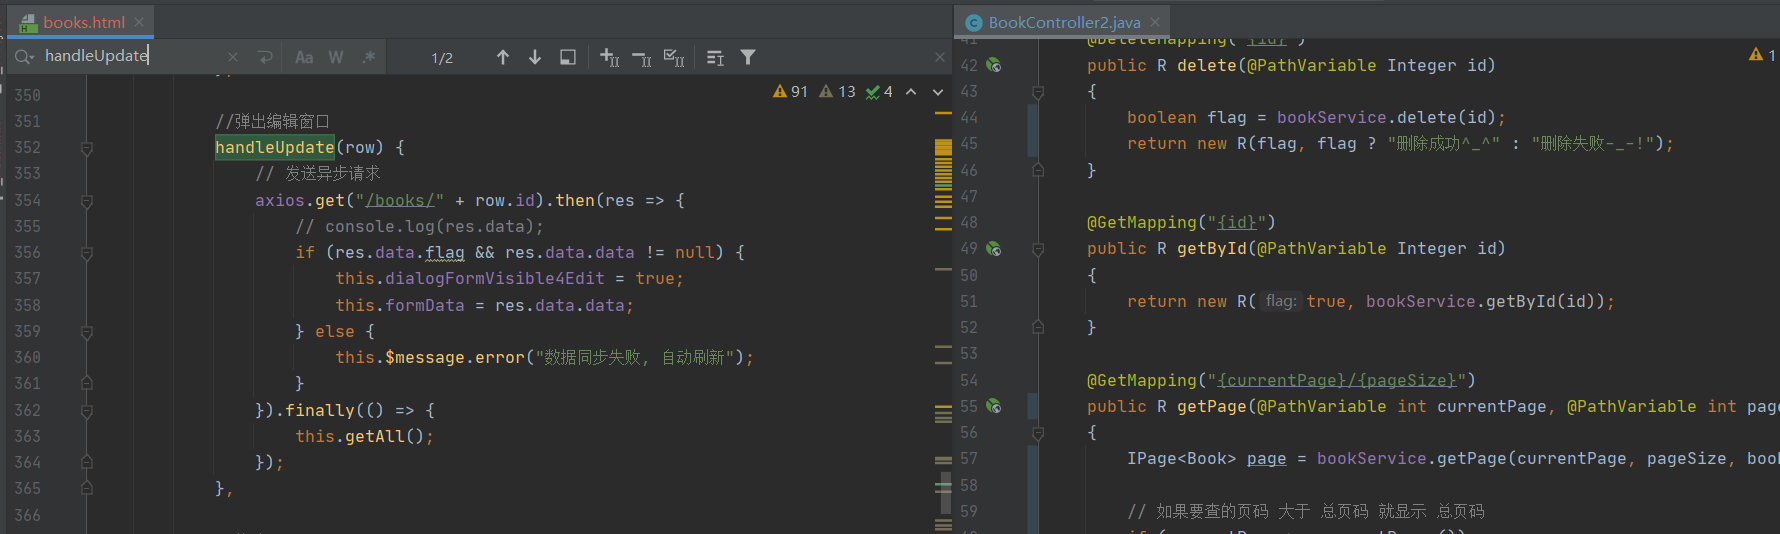 books.html
handleUpdate
Aa W .*
1/2
91 13 4
350
351 //弹出编辑窗口
352 handleUpdate(row) {
353 // 发送异步请求
354 axios.get("/books/" + row.id).then(res => {
355 // console.log(res.data);
356 if (res.data.flag && res.data.data != null) {
357 this.dialogFormVisible4Edit = true;
358 this.formData = res.data.data;
359 } else {
360 this.$message.error("数据同步失败, 自动刷新");
361 }
362 }).finally(() => {
363 this.getAll();
364 });
365 },
366
BookController2.java
1
41 @DeleteMapping("{id}")
42 public R delete(@PathVariable Integer id)
43 {
44 boolean flag = bookService.delete(id);
45 return new R(flag, flag ? "删除成功^_^" : "删除失败-_-!");
46 }
47
48 @GetMapping("{id}")
49 public R getById(@PathVariable Integer id)
50 {
51 return new R( flag: true, bookService.getById(id));
52 }
53
54 @GetMapping("{currentPage}/{pageSize}")
55 public R getPage(@PathVariable int currentPage, @PathVariable int page
56 {
57 IPage<Book> page = bookService.getPage(currentPage, pageSize, boo
58
59 // 如果要查的页码 大于 总页码 就显示 总页码